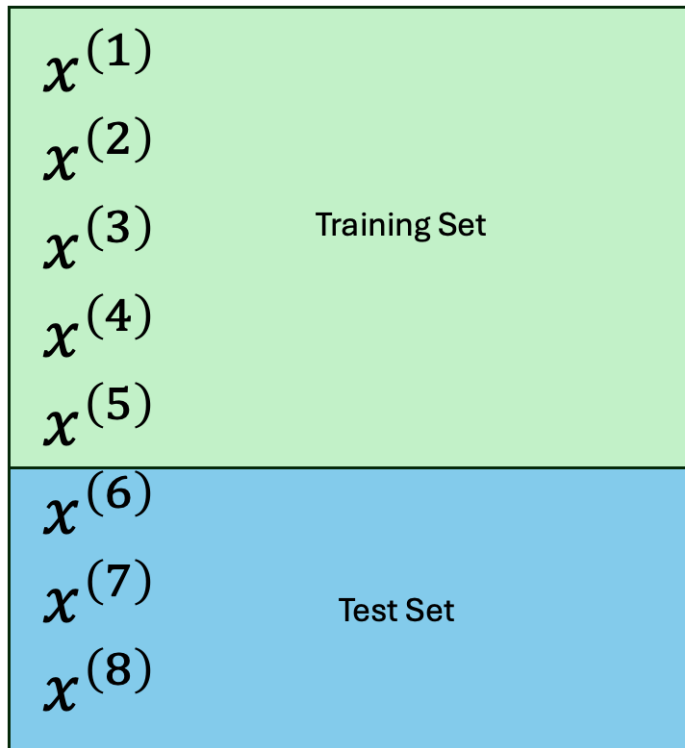 x^(1)
x^(2)
x^(3)
Training Set
x^(4)
x^(5)
x^(6)
x^(7)
Test Set
x^(8)